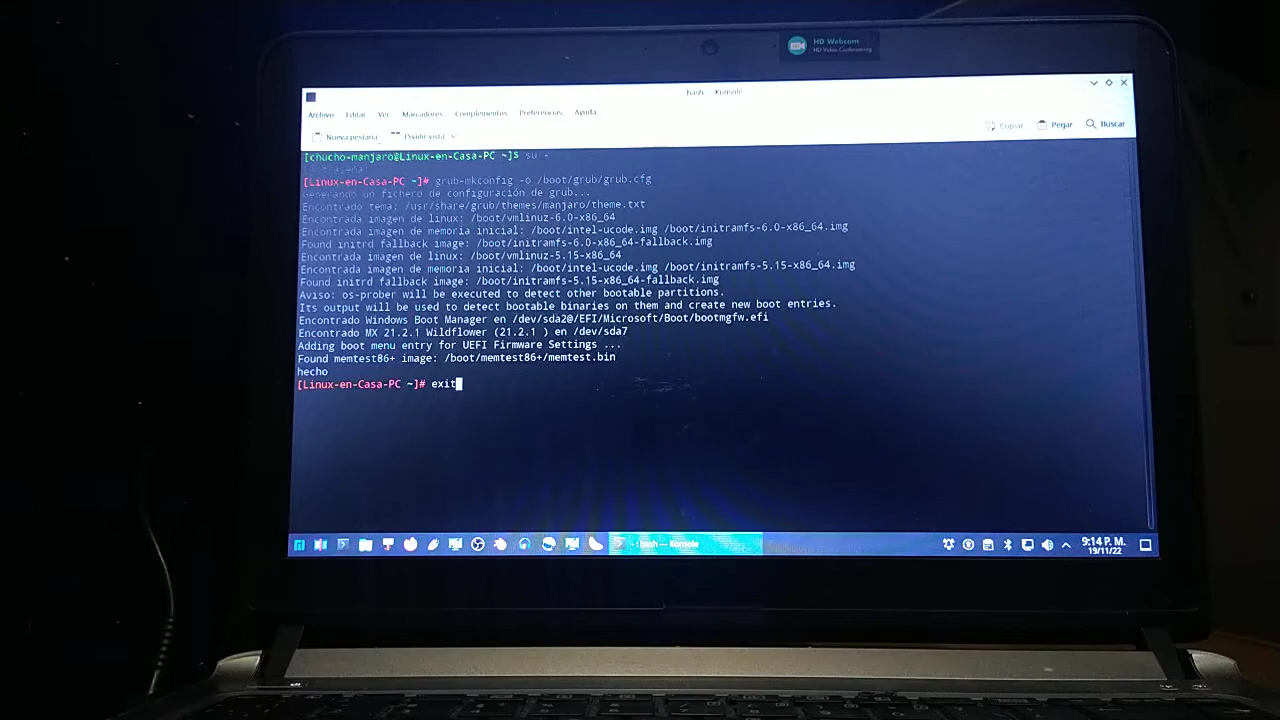 HD Webcam
HD Video Conferencing
bash — Konsole
Archivo Editar Ver Marcadores Complementos Preferencias Ayuda
Nueva pestaña Dividir vista Copiar Pegar Buscar
[chucho-manjaro@Linux-en-Casa-PC ~]$ su -
[Linux-en-Casa-PC ~]# grub-mkconfig -o /boot/grub/grub.cfg
Generando un fichero de configuración de grub...
Encontrado tema: /usr/share/grub/themes/manjaro/theme.txt
Encontrada imagen de linux: /boot/vmlinuz-6.0-x86_64
Encontrada imagen de memoria inicial: /boot/intel-ucode.img /boot/initramfs-6.0-x86_64.img
Found initrd fallback image: /boot/initramfs-6.0-x86_64-fallback.img
Encontrada imagen de linux: /boot/vmlinuz-5.15-x86_64
Encontrada imagen de memoria inicial: /boot/intel-ucode.img /boot/initramfs-5.15-x86_64.img
Found initrd fallback image: /boot/initramfs-5.15-x86_64-fallback.img
Aviso: os-prober will be executed to detect other bootable partitions.
Its output will be used to detect bootable binaries on them and create new boot entries.
Encontrado Windows Boot Manager en /dev/sda2@/EFI/Microsoft/Boot/bootmgfw.efi
Encontrado MX 21.2.1 Wildflower (21.2.1 ) en /dev/sda7
Adding boot menu entry for UEFI Firmware Settings ...
Found memtest86+ image: /boot/memtest86+/memtest.bin
hecho
[Linux-en-Casa-PC ~]# exit
~ : bash — Konsole
9:14 P. M.
19/11/22